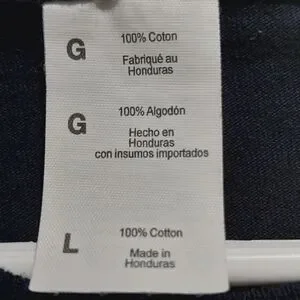 G
100% Coton
Fabriqué au
Honduras
G
100% Algodón
Hecho en
Honduras
con insumos importados
L
100% Cotton
Made in
Honduras